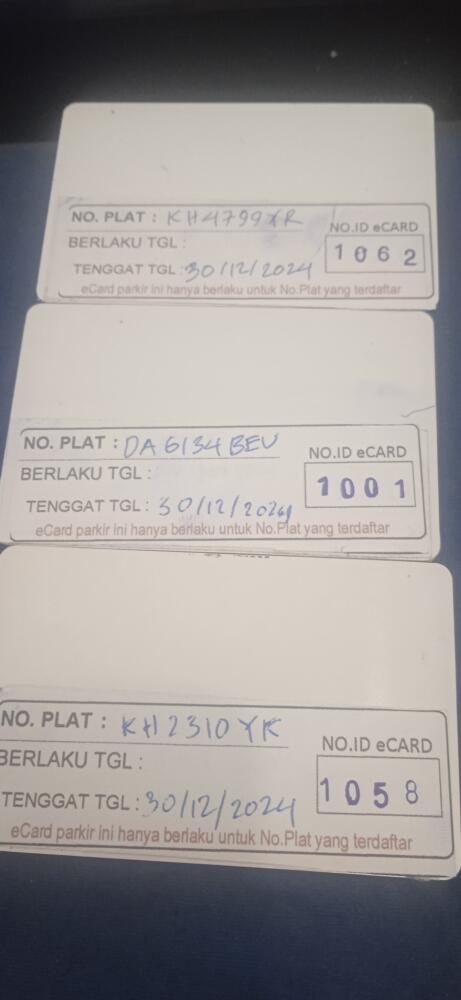 NO. PLAT : KH4799YR
NO.ID eCARD
BERLAKU TGL :
1062
TENGGAT TGL : 30/12/2024
eCard parkir ini hanya berlaku untuk No.Plat yang terdaftar
NO. PLAT : DA 6134 BEV
NO.ID eCARD
BERLAKU TGL :
1001
TENGGAT TGL : 30/12/2024
eCard parkir ini hanya berlaku untuk No.Plat yang terdaftar
NO. PLAT : KH 2310 YK
NO.ID eCARD
BERLAKU TGL :
1058
TENGGAT TGL : 30/12/2024
eCard parkir ini hanya berlaku untuk No.Plat yang terdaftar